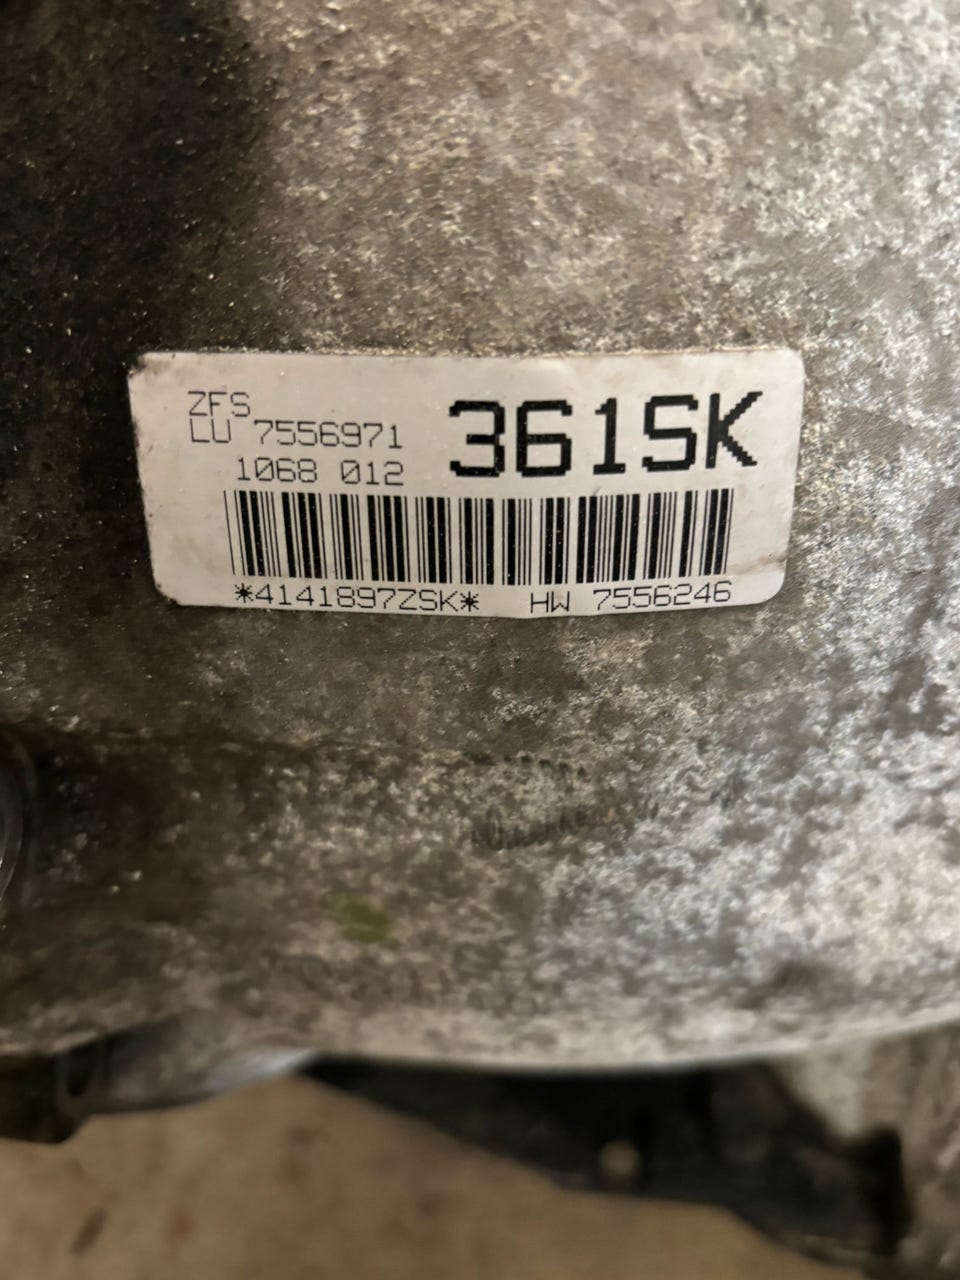 ZFS
LU 7556971
1068 012
361SK
*4141897ZSK* HW 7556246